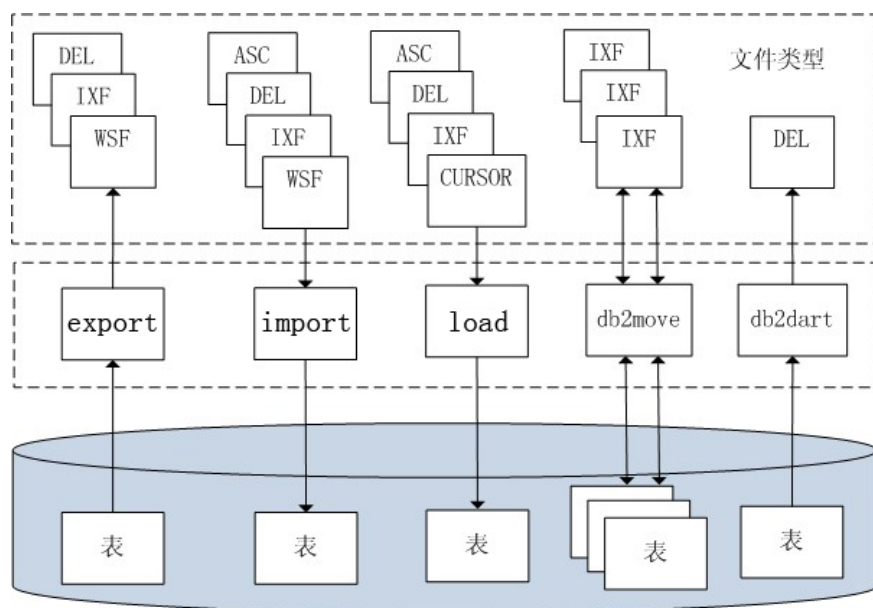 DEL
IXF
WSF
ASC
DEL
IXF
WSF
ASC
DEL
IXF
CURSOR
IXF
IXF
IXF
文件类型
DEL
export
import
load
db2move
db2dart
表
表
表
表
表